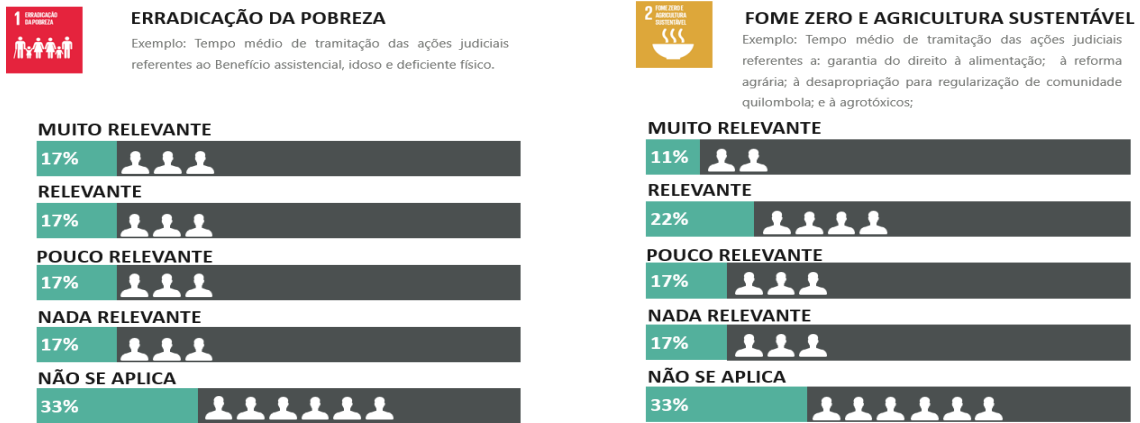 1 ERRADICAÇÃO
DA POBREZA
ERRADICAÇÃO DA POBREZA
Exemplo: Tempo médio de tramitação das ações judiciais
referentes ao Benefício assistencial, idoso e deficiente físico.
MUITO RELEVANTE
17%
RELEVANTE
17%
POUCO RELEVANTE
17%
NADA RELEVANTE
17%
NÃO SE APLICA
33%
2 FOME ZERO E
AGRICULTURA
SUSTENTÁVEL
FOME ZERO E AGRICULTURA SUSTENTÁVEL
Exemplo: Tempo médio de tramitação das ações judiciais
referentes a: garantia do direito à alimentação; à reforma
agrária; à desapropriação para regularização de comunidade
quilombola; e à agrotóxicos;
MUITO RELEVANTE
11%
RELEVANTE
22%
POUCO RELEVANTE
17%
NADA RELEVANTE
17%
NÃO SE APLICA
33%